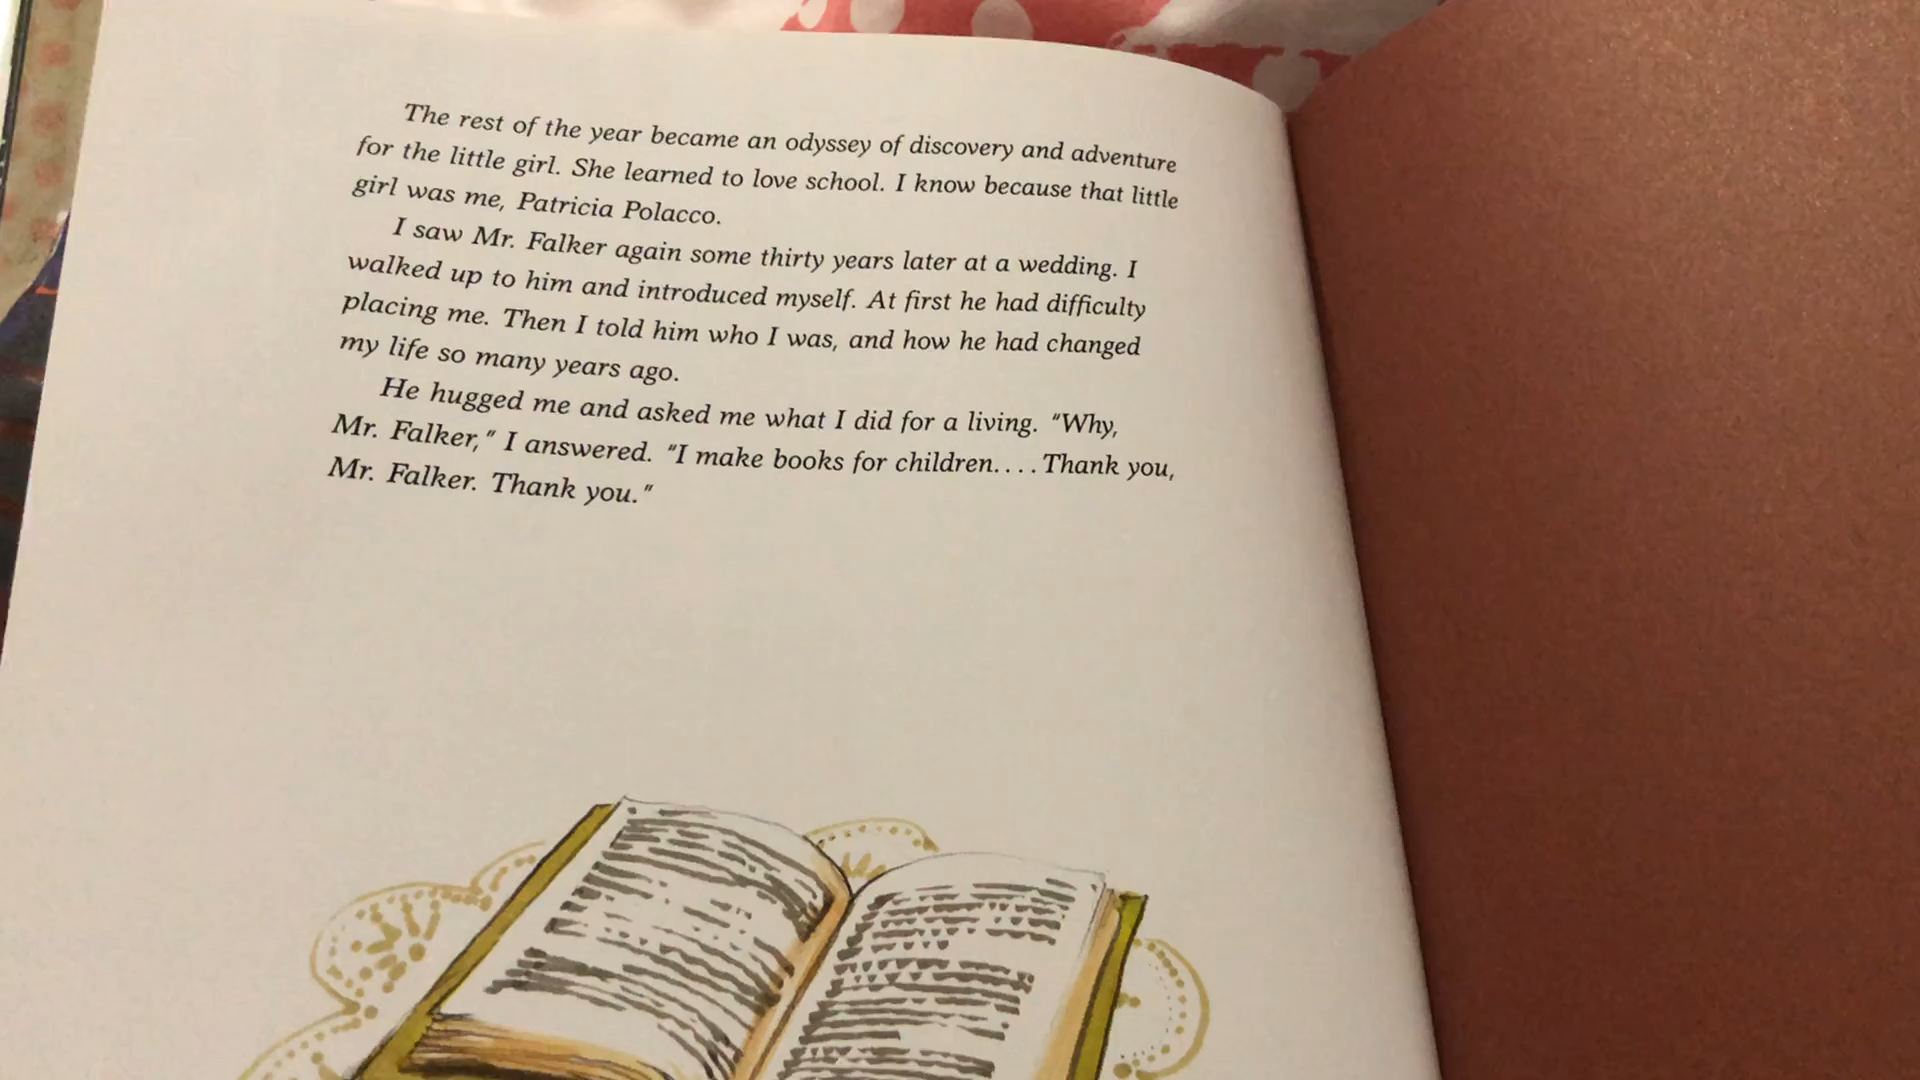 The rest of the year became an odyssey of discovery and adventure
for the little girl. She learned to love school. I know because that little
girl was me, Patricia Polacco.
I saw Mr. Falker again some thirty years later at a wedding. I
walked up to him and introduced myself. At first he had difficulty
placing me. Then I told him who I was, and how he had changed
my life so many years ago.
He hugged me and asked me what I did for a living. "Why,
Mr. Falker," I answered. "I make books for children. . . . Thank you,
Mr. Falker. Thank you."